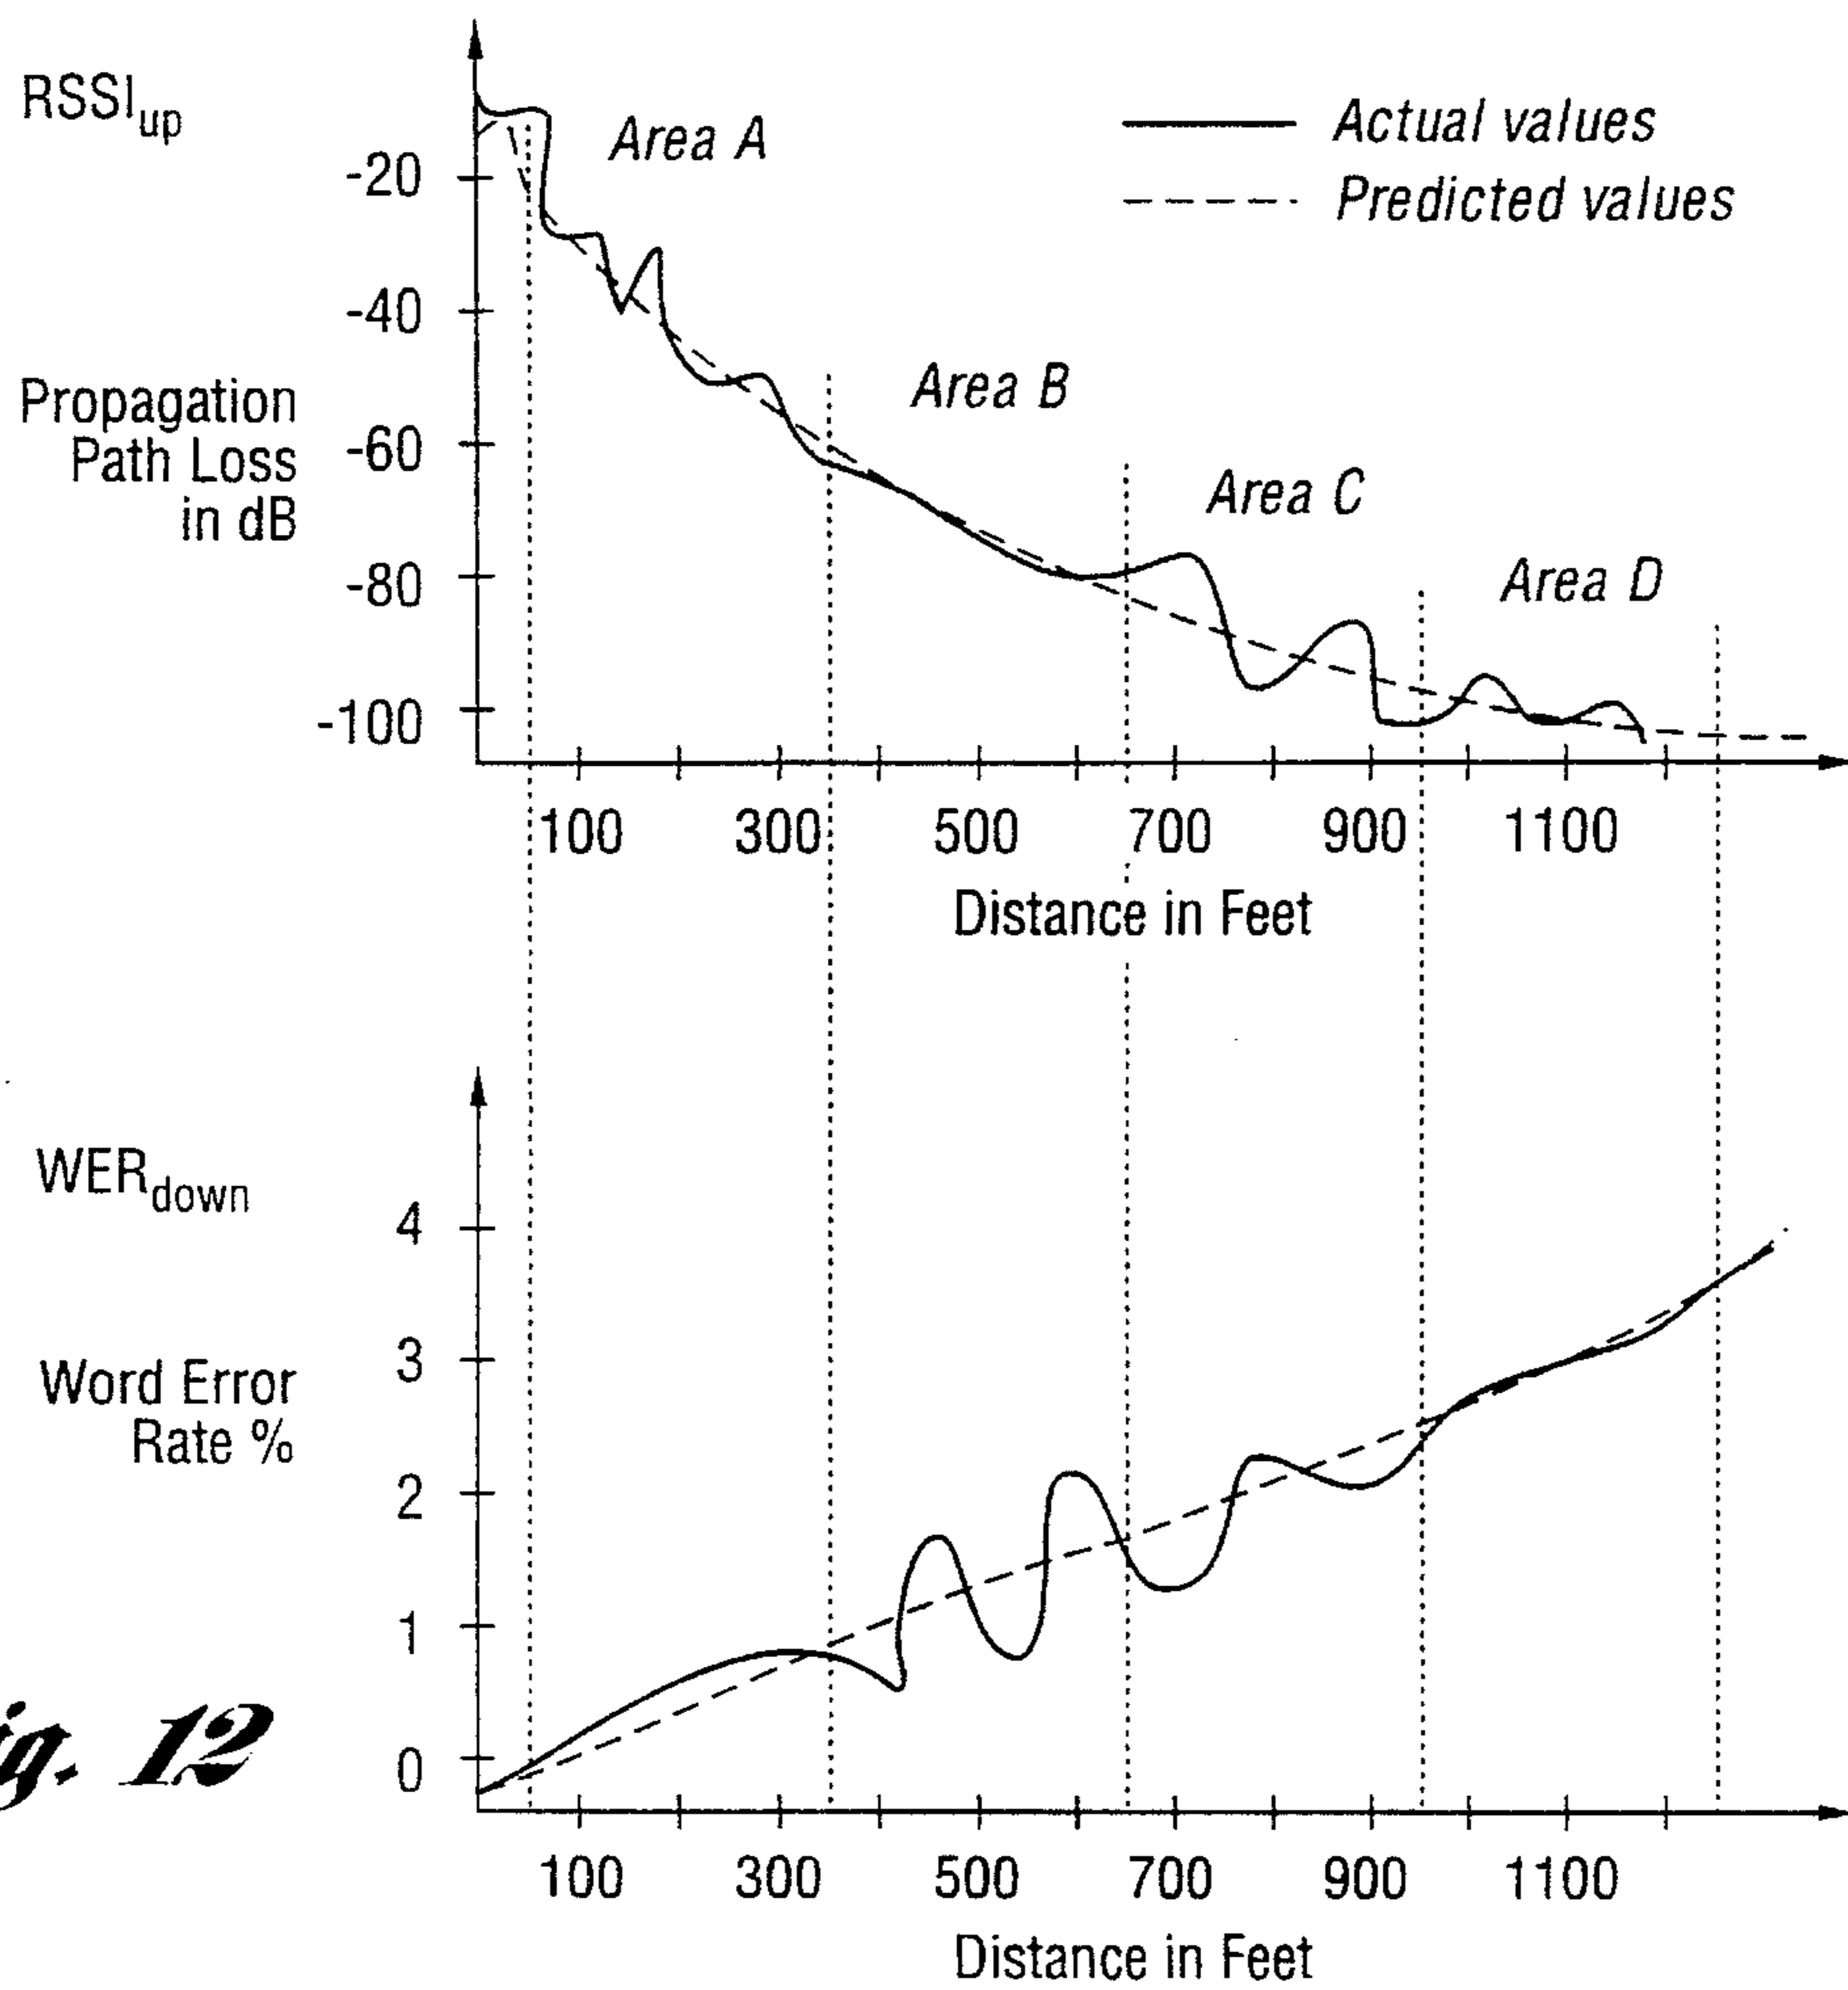 RSSIup
Area A
Actual values
Predicted values
-20
-40
Area B
Propagation
Path Loss
in dB
-60
Area C
-80
Area D
-100
100 300 500 700 900 1100
Distance in Feet
WERdown
4
3
Word Error
Rate %
2
1
0
ig. 12
100 300 500 700 900 1100
Distance in Feet